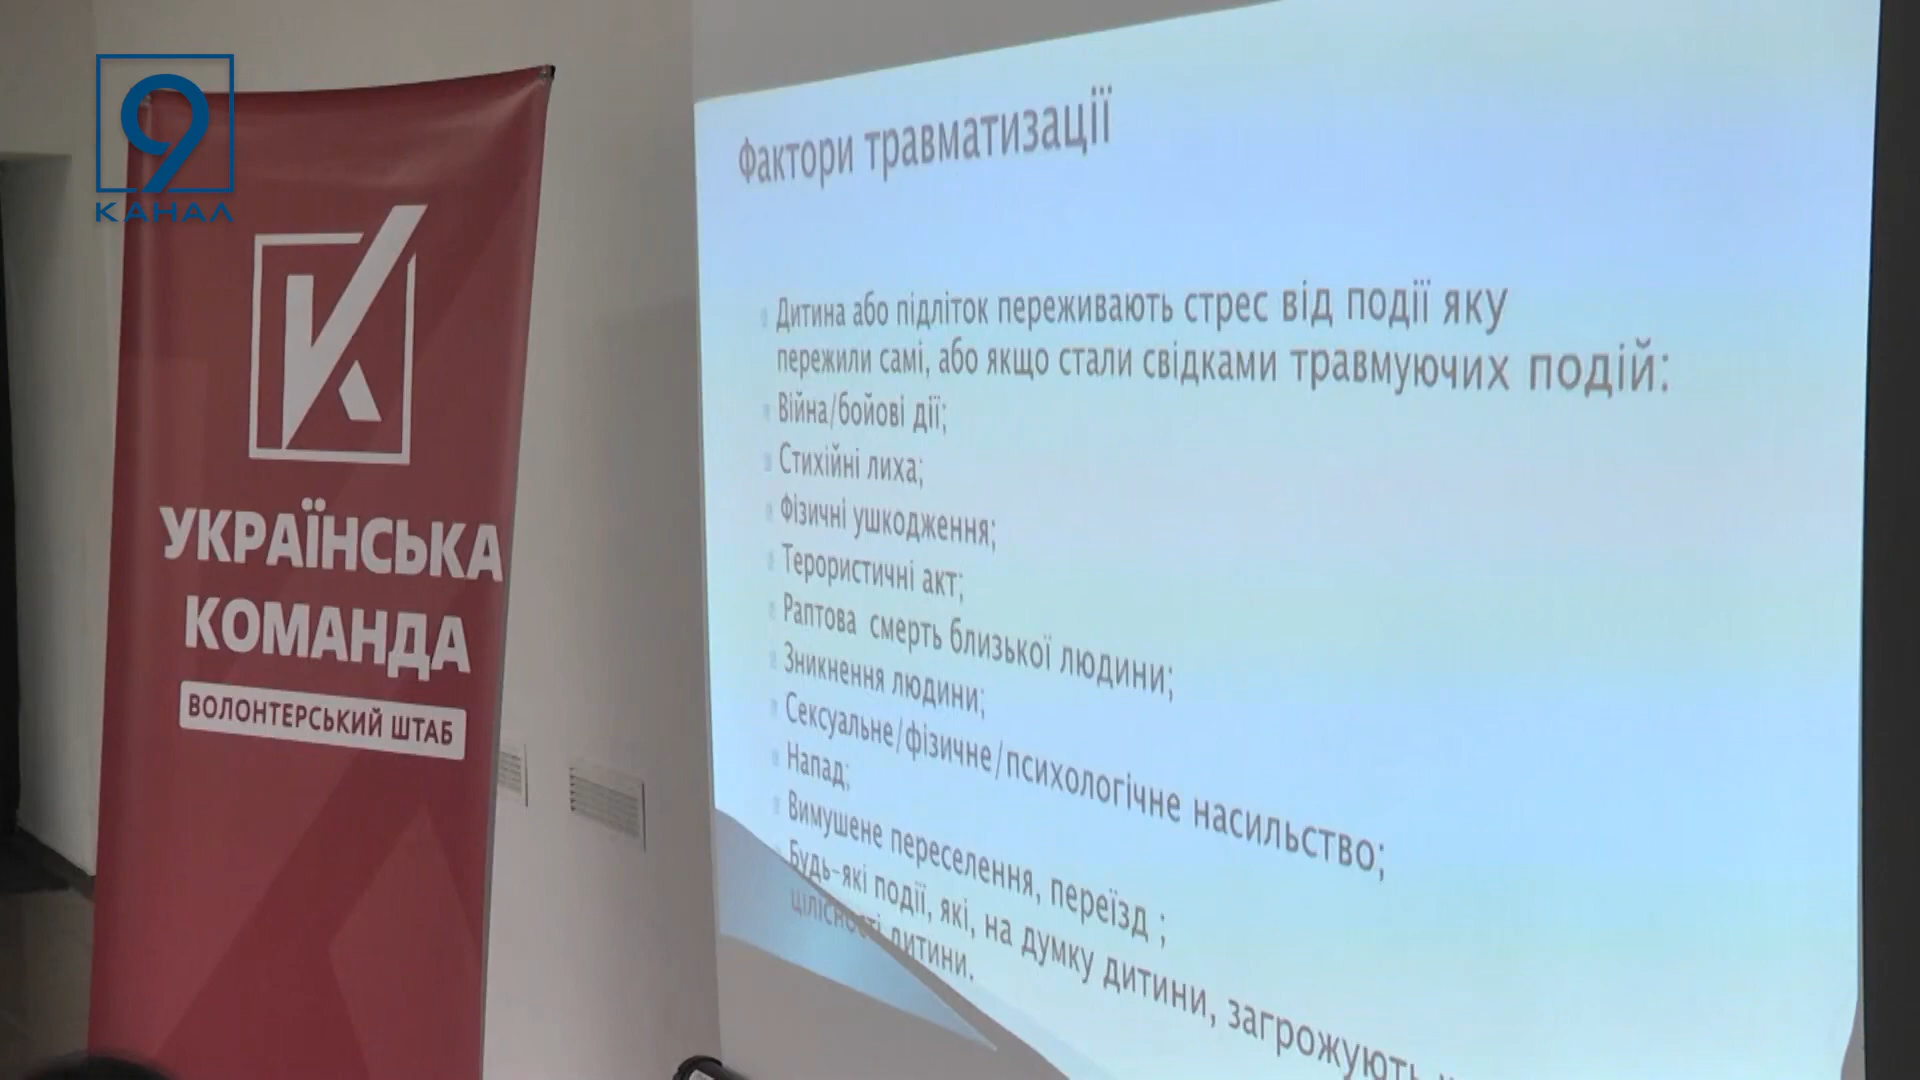 9
КАНАЛ
УКРАЇНСЬКА
КОМАНДА
ВОЛОНТЕРСЬКИЙ ШТАБ
Фактори травматизації
Дитина або підліток переживають стрес від події яку
пережили самі, або якщо стали свідками травмуючих подій:
Війна/бойові дії;
Стихійні лиха;
Фізичні ушкодження;
Терористичні акт;
Раптова смерть близької людини;
Зникнення людини;
Сексуальне/фізичне/психологічне насильство;
Напад;
Вимушене переселення, переїзд ;
Будь-які події, які, на думку дитини, загрожують
цілісності дитини.